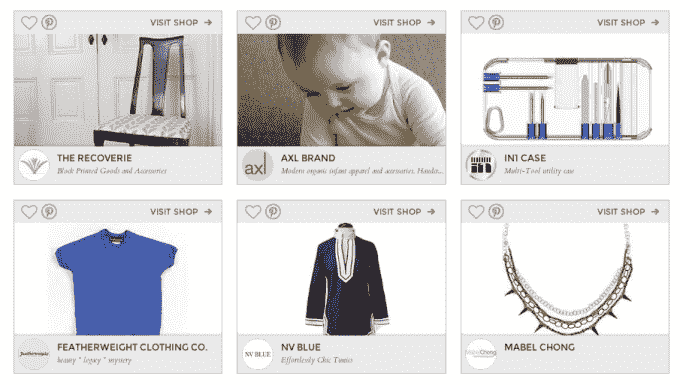 VISIT SHOP →
VISIT SHOP →
VISIT SHOP →
THE RECOVERIE
Block Printed Goods and Accessories
axl
AXL BRAND
Modern organic infant apparel and accessories. Handm...
in
IN1 CASE
Multi-Tool utility case
VISIT SHOP →
VISIT SHOP →
VISIT SHOP →
featherweight
FEATHERWEIGHT CLOTHING CO.
beauty * legacy * mystery
NV BLUE
NV BLUE
Effortlessly Chic Tunics
MabelChong
MABEL CHONG